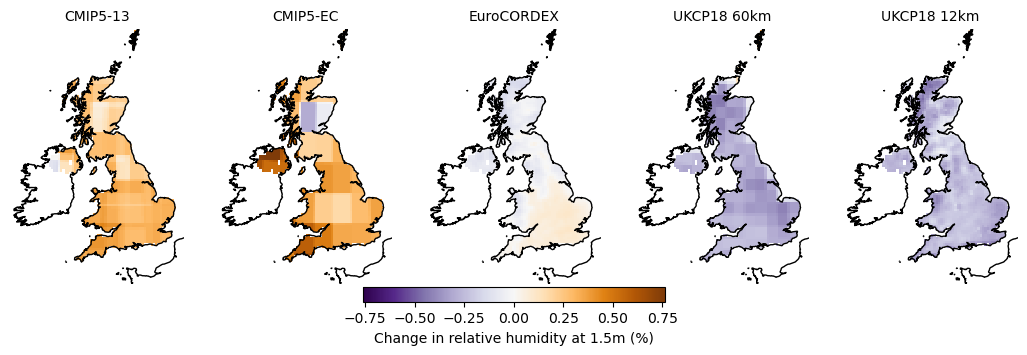 CMIP5-13 CMIP5-EC EuroCORDEX UKCP18 60km UKCP18 12km
−0.75 −0.50 −0.25 0.00 0.25 0.50 0.75
Change in relative humidity at 1.5m (%)